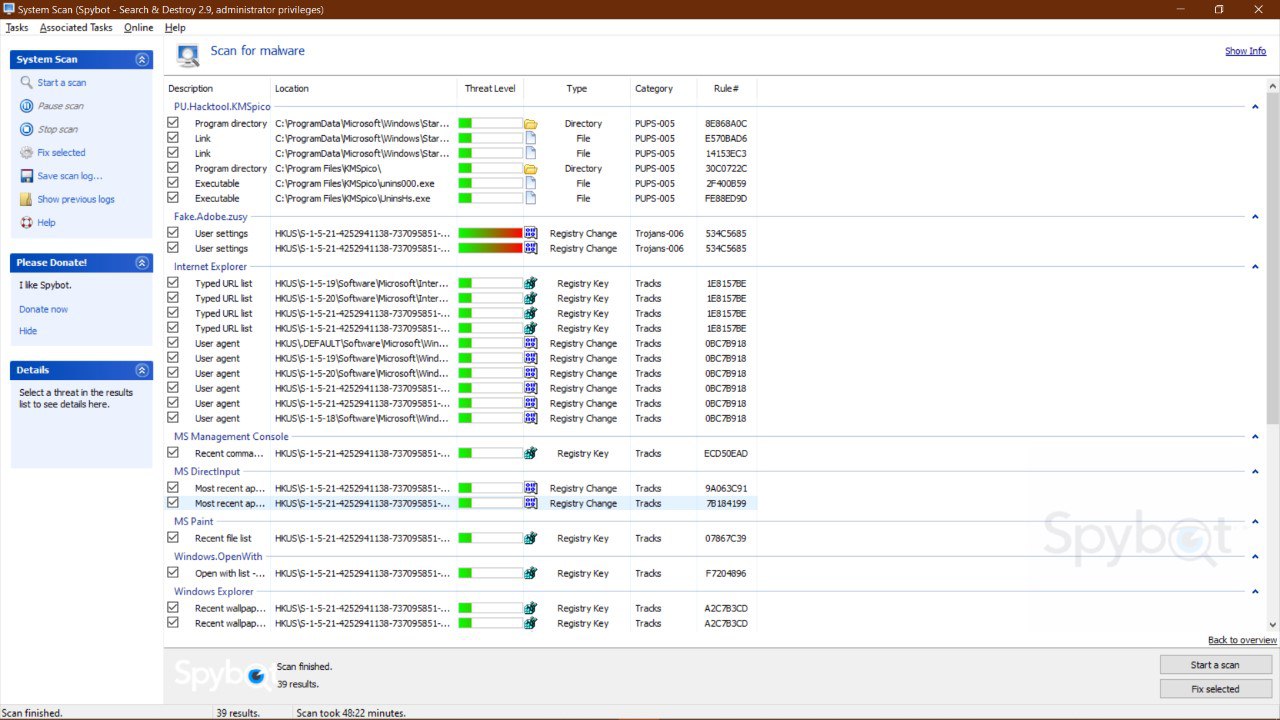 System Scan (Spybot - Search & Destroy 2.9, administrator privileges)
Tasks Associated Tasks Online Help
System Scan
Start a scan
Pause scan
Stop scan
Fix selected
Save scan log...
Show previous logs
Help
Please Donate!
I like Spybot.
Donate now
Hide
Details
Select a threat in the results
list to see details here.
Scan for malware
Show Info
Description Location Threat Level Type Category Rule#
PU.Hacktool.KMSpico
Program directory C:\ProgramData\Microsoft\Windows\Star... Directory PUPS-005 8E868A0C
Link C:\ProgramData\Microsoft\Windows\Star... File PUPS-005 E570BAD6
Link C:\ProgramData\Microsoft\Windows\Star... File PUPS-005 14153EC3
Program directory C:\Program Files\KMSpico\ Directory PUPS-005 30C0722C
Executable C:\Program Files\KMSpico\unins000.exe File PUPS-005 2F400B59
Executable C:\Program Files\KMSpico\UninsHs.exe File PUPS-005 FE88ED9D
Fake.Adobe.zusy
User settings HKUS\S-1-5-21-4252941138-737095851-... Registry Change Trojans-006 534C5685
User settings HKUS\S-1-5-21-4252941138-737095851-... Registry Change Trojans-006 534C5685
Internet Explorer
Typed URL list HKUS\S-1-5-19\Software\Microsoft\Inter... Registry Key Tracks 1E8157BE
Typed URL list HKUS\S-1-5-20\Software\Microsoft\Inter... Registry Key Tracks 1E8157BE
Typed URL list HKUS\S-1-5-21-4252941138-737095851-... Registry Key Tracks 1E8157BE
Typed URL list HKUS\S-1-5-21-4252941138-737095851-... Registry Key Tracks 1E8157BE
User agent HKUS\.DEFAULT\Software\Microsoft\Win... Registry Change Tracks 0BC7B918
User agent HKUS\S-1-5-19\Software\Microsoft\Wind... Registry Change Tracks 0BC7B918
User agent HKUS\S-1-5-20\Software\Microsoft\Wind... Registry Change Tracks 0BC7B918
User agent HKUS\S-1-5-21-4252941138-737095851-... Registry Change Tracks 0BC7B918
User agent HKUS\S-1-5-21-4252941138-737095851-... Registry Change Tracks 0BC7B918
User agent HKUS\S-1-5-18\Software\Microsoft\Wind... Registry Change Tracks 0BC7B918
MS Management Console
Recent comma... HKUS\S-1-5-21-4252941138-737095851-... Registry Key Tracks ECD50EAD
MS DirectInput
Most recent ap... HKUS\S-1-5-21-4252941138-737095851-... Registry Change Tracks 9A063C91
Most recent ap... HKUS\S-1-5-21-4252941138-737095851-... Registry Change Tracks 7B184199
MS Paint
Recent file list HKUS\S-1-5-21-4252941138-737095851-... Registry Key Tracks 07867C39
Windows.OpenWith
Open with list -... HKUS\S-1-5-21-4252941138-737095851-... Registry Key Tracks F7204896
Windows Explorer
Recent wallpap... HKUS\S-1-5-21-4252941138-737095851-... Registry Key Tracks A2C7B3CD
Recent wallpap... HKUS\S-1-5-21-4252941138-737095851-... Registry Key Tracks A2C7B3CD
Spybot
Back to overview
Spybot
Scan finished.
39 results.
Start a scan
Fix selected
Scan finished. 39 results. Scan took 48:22 minutes.